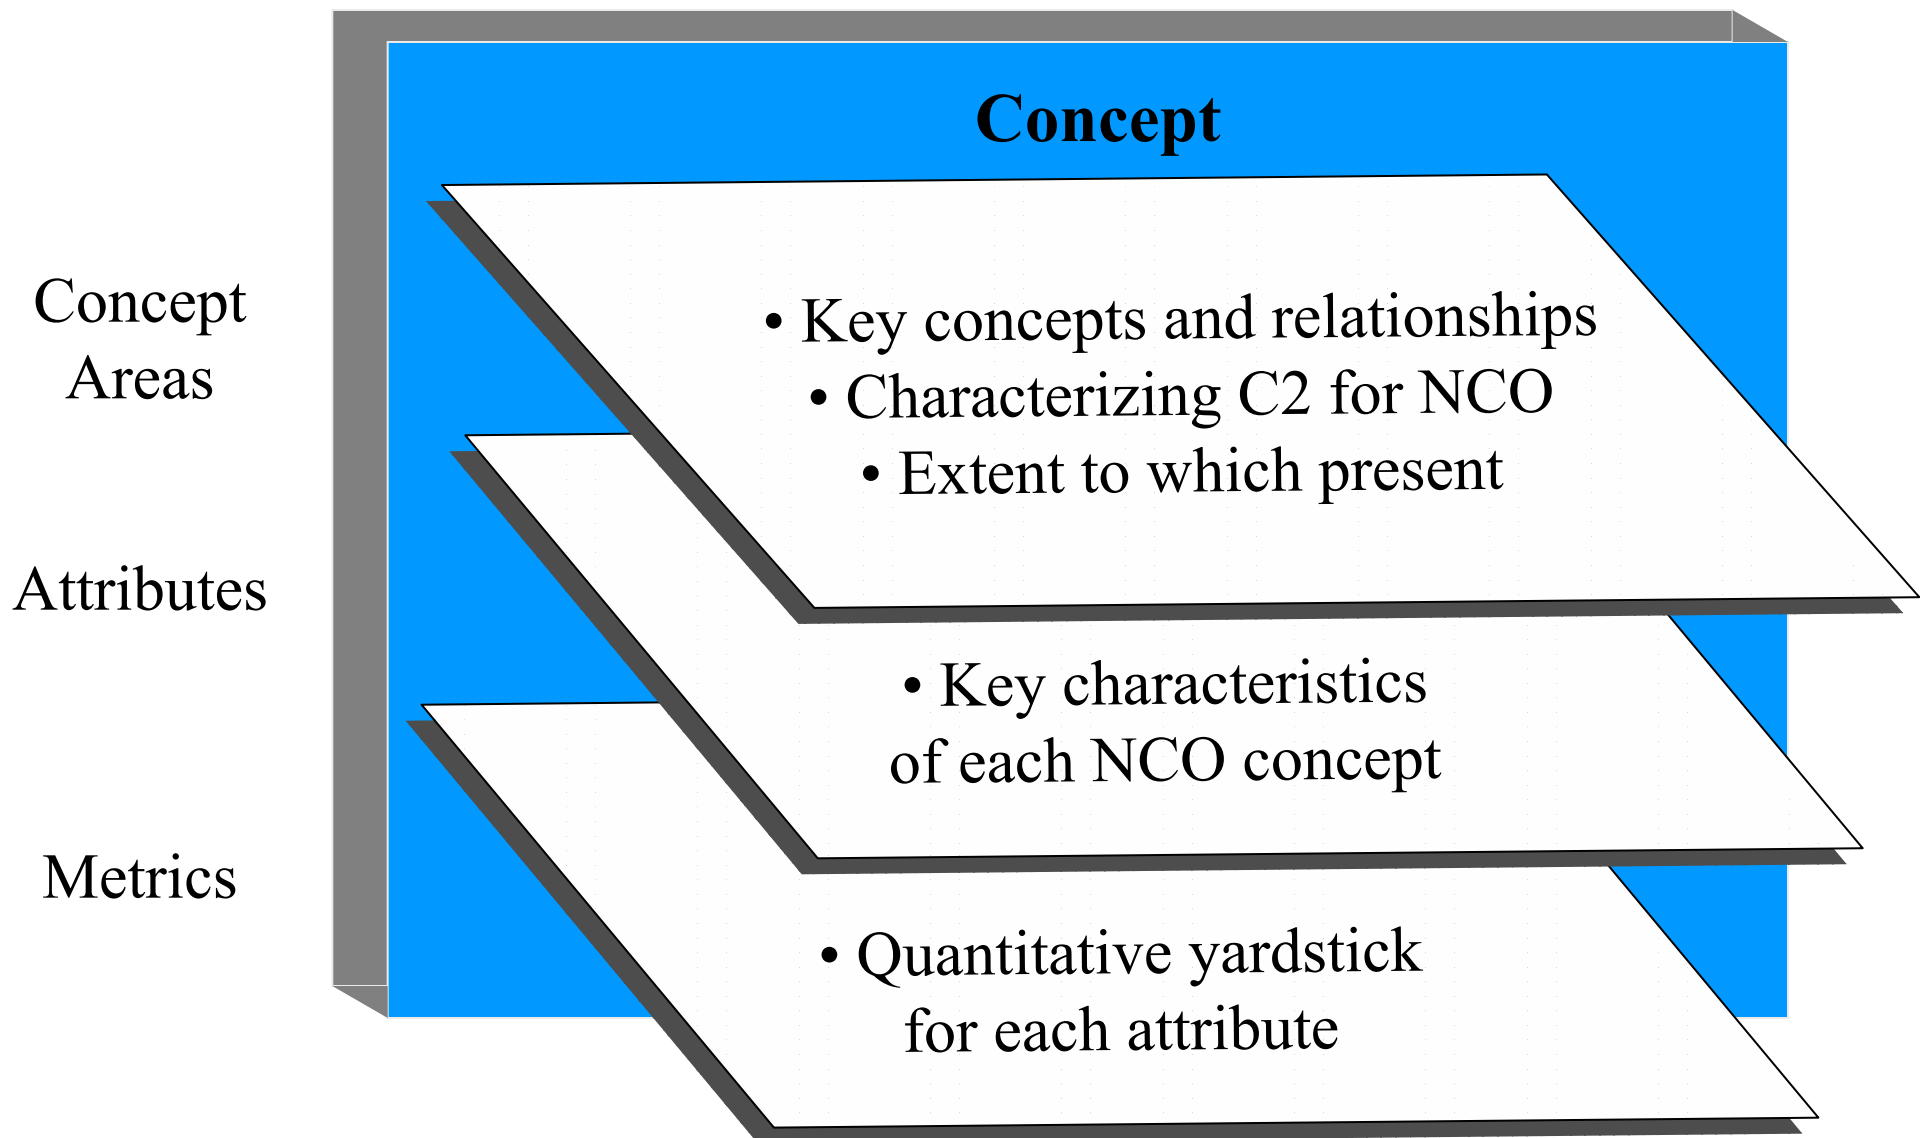 Concept
Concept
Areas
• Key concepts and relationships
• Characterizing C2 for NCO
• Extent to which present
Attributes
• Key characteristics
of each NCO concept
Metrics
• Quantitative yardstick
for each attribute